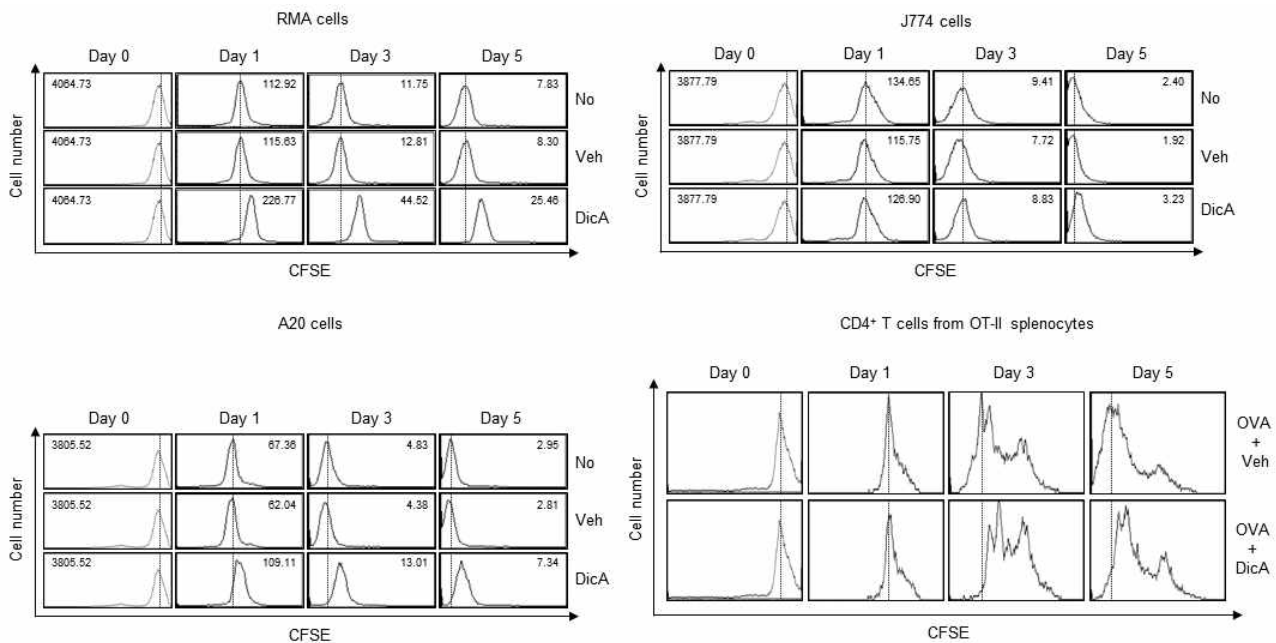 RMA cells
Day 0 Day 1 Day 3 Day 5
4064.73 112.92 11.75 7.83 No
4064.73 115.63 12.81 8.30 Veh
4064.73 226.77 44.52 25.46 DicA
Cell number
CFSE
J774 cells
Day 0 Day 1 Day 3 Day 5
3877.79 134.65 9.41 2.40 No
3877.79 115.75 7.72 1.92 Veh
3877.79 126.90 8.83 3.23 DicA
Cell number
CFSE
A20 cells
Day 0 Day 1 Day 3 Day 5
3805.52 67.36 4.83 2.95 No
3805.52 62.04 4.38 2.81 Veh
3805.52 109.11 13.01 7.34 DicA
Cell number
CFSE
CD4⁺ T cells from OT-II splenocytes
Day 0 Day 1 Day 3 Day 5
OVA
+
Veh
OVA
+
DicA
Cell number
CFSE